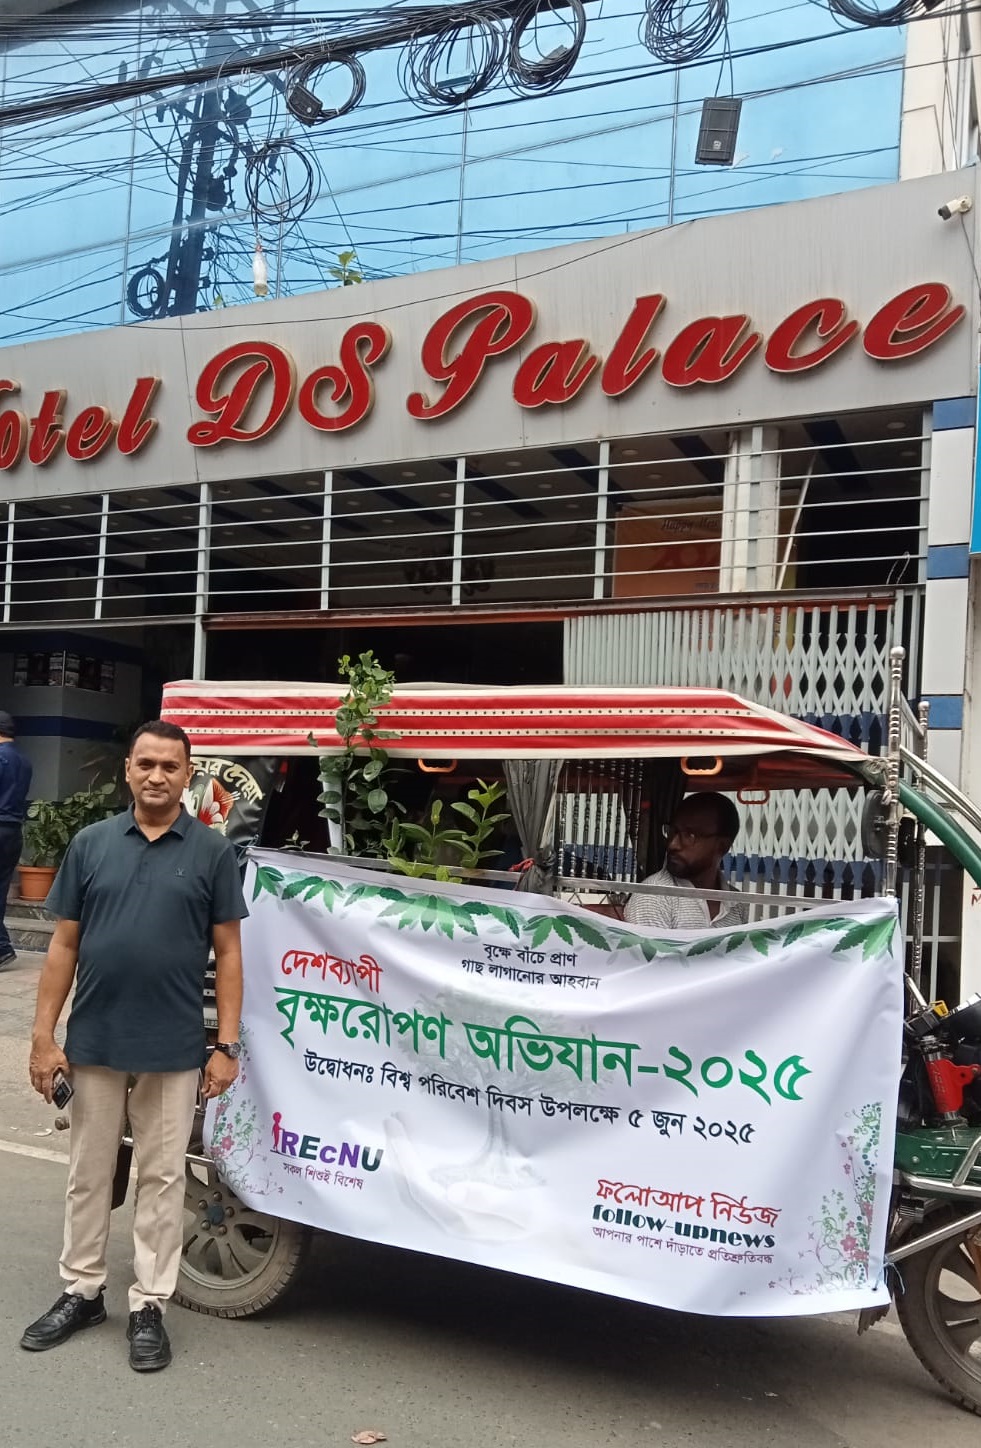 Hotel DS Palace
বৃক্ষে বাঁচে প্রাণ
গাছ লাগানোর আহবান
দেশব্যাপী
বৃক্ষরোপণ অভিযান-২০২৫
উদ্বোধনঃ বিশ্ব পরিবেশ দিবস উপলক্ষে ৫ জুন ২০২৫
iREcNU
সকল শিশুই বিশেষ
ফলোআপ নিউজ
follow-upnews
আপনার পাশে দাঁড়াতে প্রতিশ্রুতিবদ্ধ